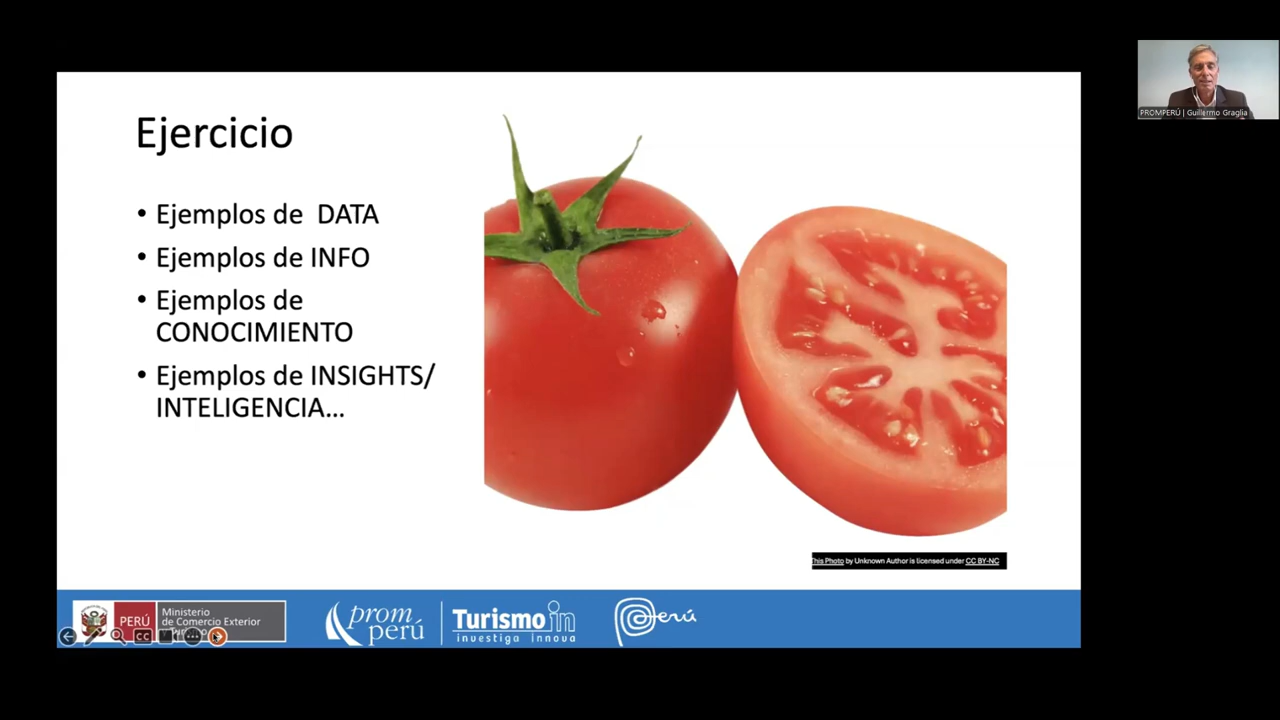 Ejercicio
• Ejemplos de DATA
• Ejemplos de INFO
• Ejemplos de
CONOCIMIENTO
• Ejemplos de INSIGHTS/
INTELIGENCIA...
This Photo by Unknown Author is licensed under CC BY-NC
PERÚ
Ministerio
de Comercio Exterior
prom
perú
Turismo in
investiga innova
Perú
CC
PROMPERÚ | Guillermo Graglia